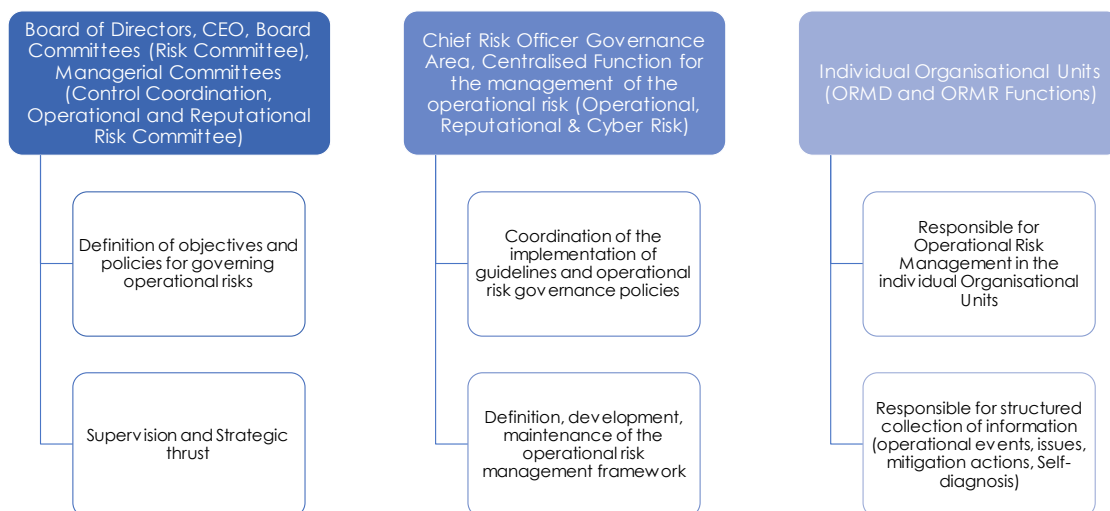 Board of Directors, CEO, Board
Committees (Risk Committee),
Managerial Committees
(Control Coordination,
Operational and Reputational
Risk Committee)
Definition of objectives and
policies for governing
operational risks
Supervision and Strategic
thrust
Chief Risk Officer Governance
Area, Centralised Function for
the management of the
operational risk (Operational,
Reputational & Cyber Risk)
Coordination of the
implementation of
guidelines and operational
risk governance policies
Definition, development,
maintenance of the
operational risk
management framework
Individual Organisational Units
(ORMD and ORMR Functions)
Responsible for
Operational Risk
Management in the
individual Organisational
Units
Responsible for structured
collection of information
(operational events, issues,
mitigation actions, Self-
diagnosis)